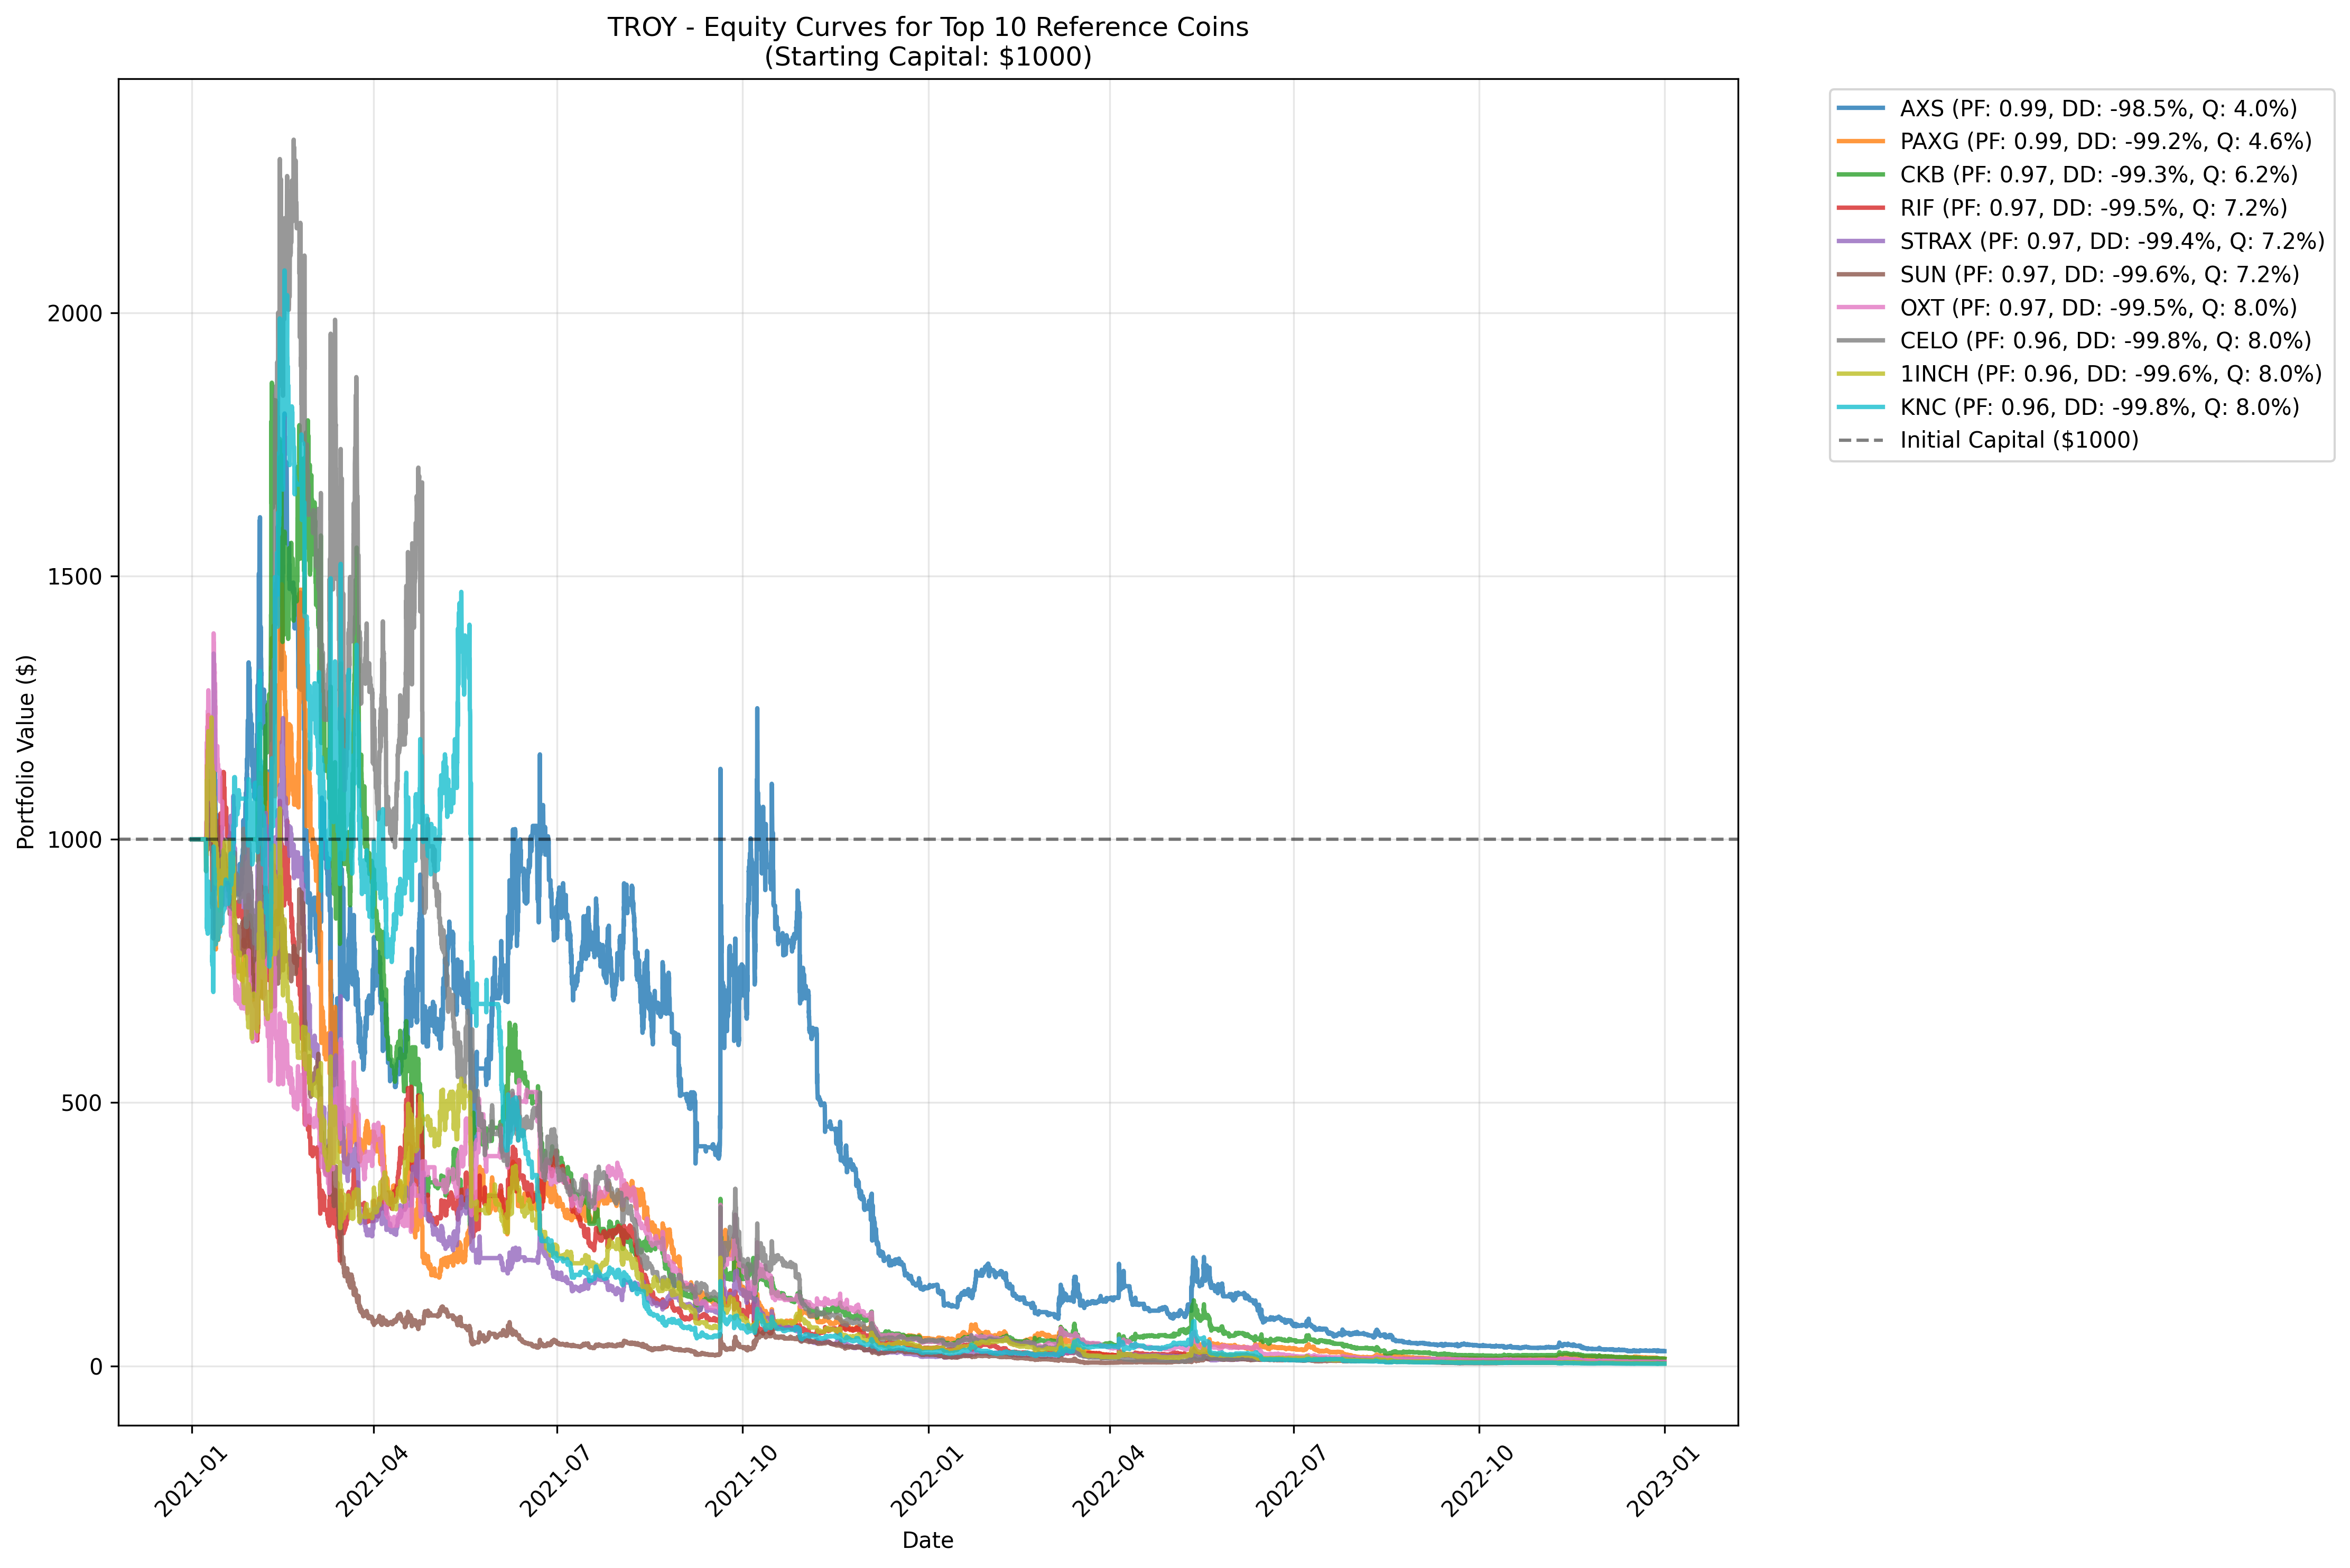 TROY - Equity Curves for Top 10 Reference Coins
(Starting Capital: $1000)
AXS (PF: 0.99, DD: -98.5%, Q: 4.0%)
PAXG (PF: 0.99, DD: -99.2%, Q: 4.6%)
CKB (PF: 0.97, DD: -99.3%, Q: 6.2%)
RIF (PF: 0.97, DD: -99.5%, Q: 7.2%)
STRAX (PF: 0.97, DD: -99.4%, Q: 7.2%)
SUN (PF: 0.97, DD: -99.6%, Q: 7.2%)
OXT (PF: 0.97, DD: -99.5%, Q: 8.0%)
CELO (PF: 0.96, DD: -99.8%, Q: 8.0%)
1INCH (PF: 0.96, DD: -99.6%, Q: 8.0%)
KNC (PF: 0.96, DD: -99.8%, Q: 8.0%)
Initial Capital ($1000)
Portfolio Value ($)
2000
1500
1000
500
0
2021-01
2021-04
2021-07
2021-10
2022-01
2022-04
2022-07
2022-10
2023-01
Date